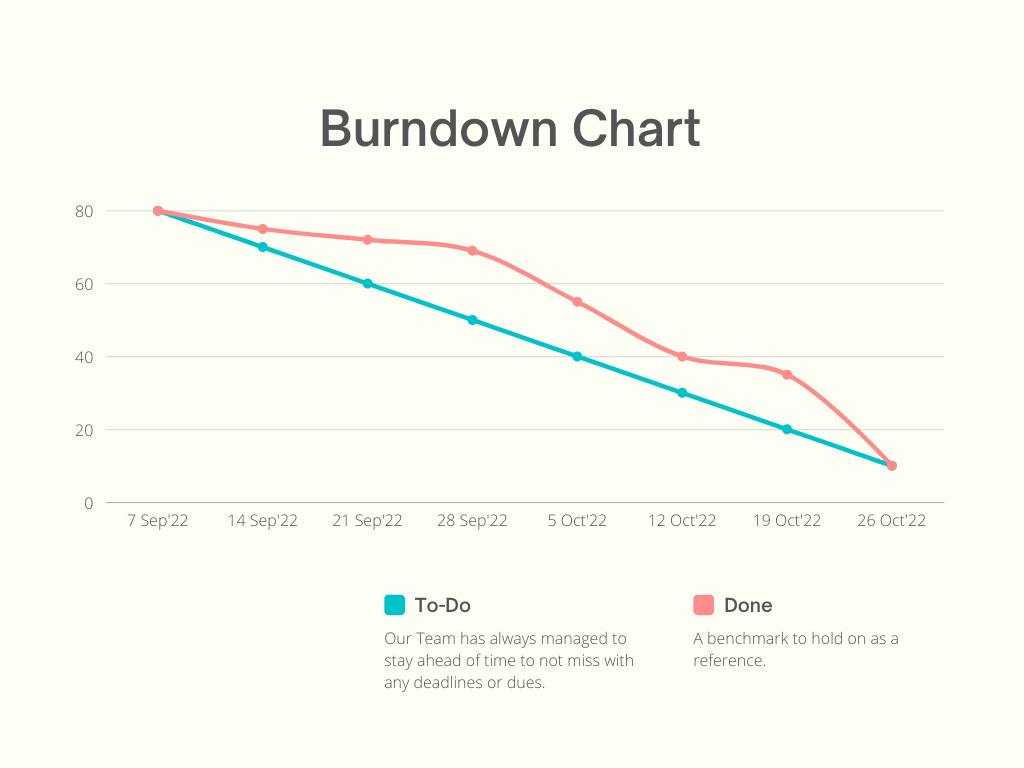 Burndown Chart
80
60
40
20
0
7 Sep'22 14 Sep'22 21 Sep'22 28 Sep'22 5 Oct'22 12 Oct'22 19 Oct'22 26 Oct'22
To-Do
Our Team has always managed to
stay ahead of time to not miss with
any deadlines or dues.
Done
A benchmark to hold on as a
reference.